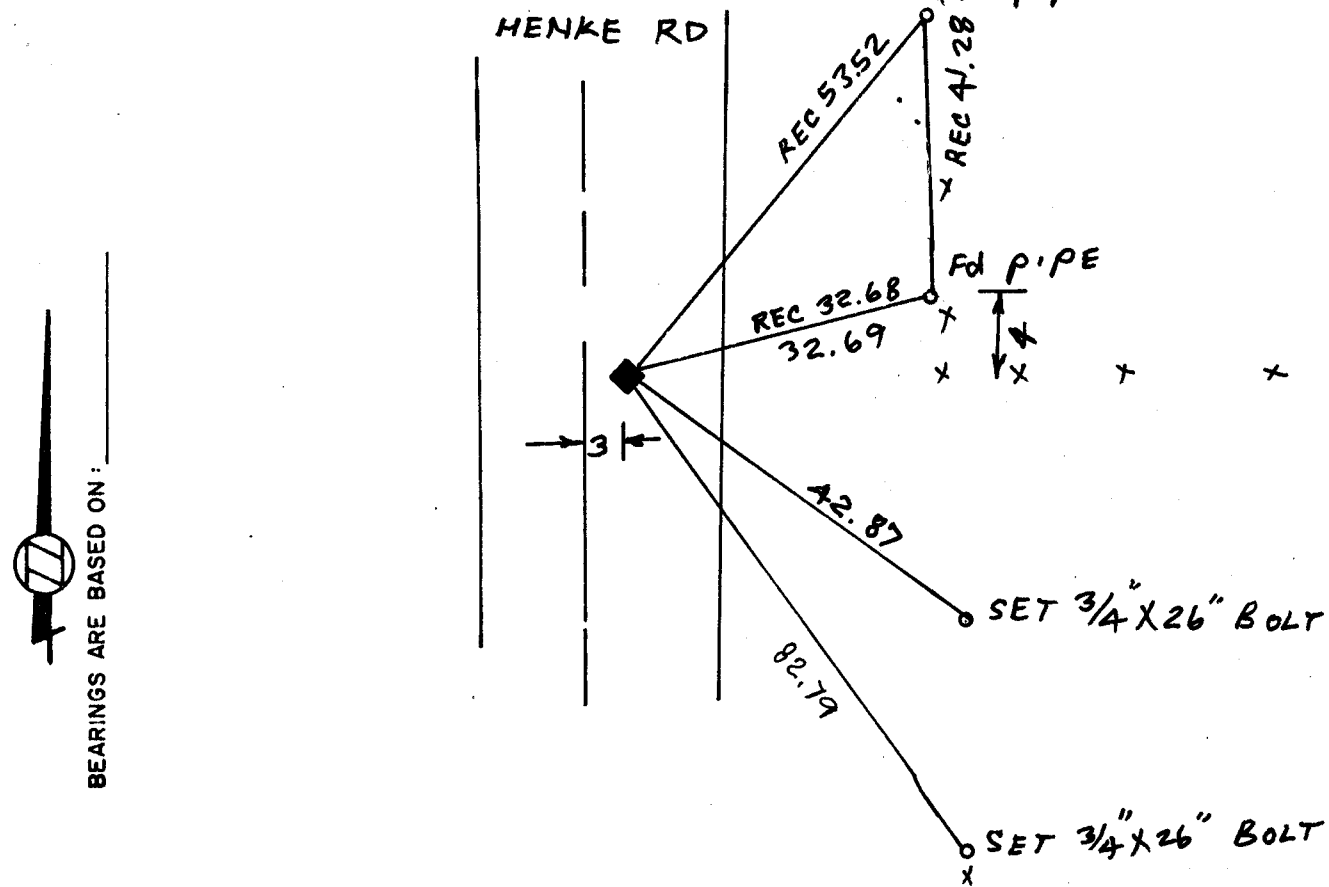 HENKE RD
REC 53.52
REC 41.28
Fd PIPE
REC 32.68
32.69
4
3
42.87
SET 3/4" X 26" BOLT
82.79
SET 3/4" X 26" BOLT
BEARINGS ARE BASED ON: